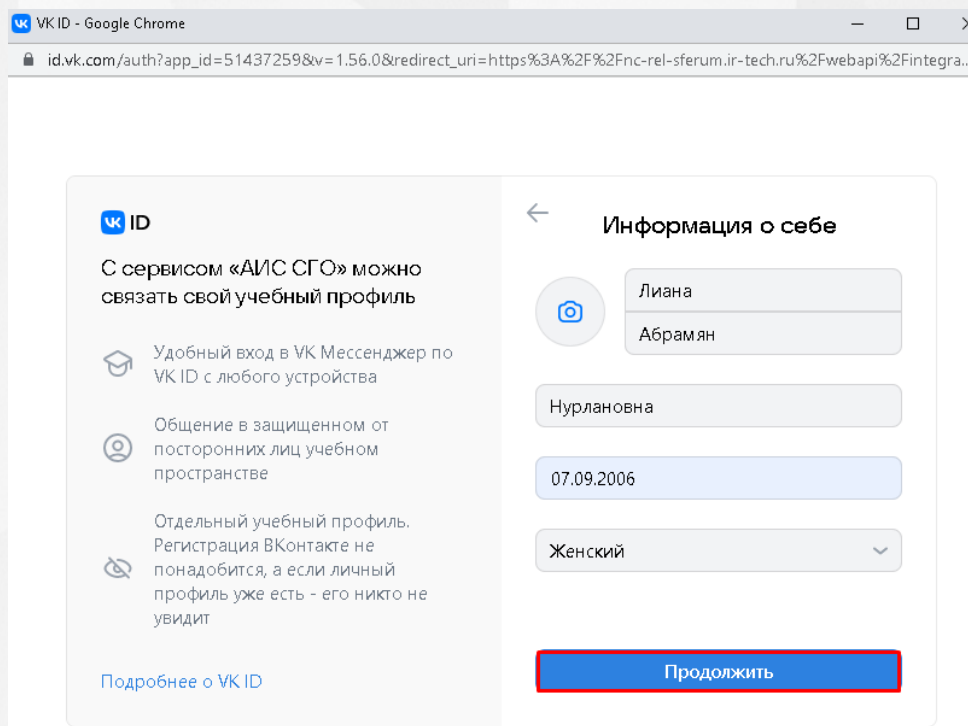 VK ID - Google Chrome
id.vk.com/auth?app_id=51437259&v=1.56.0&redirect_uri=https%3A%2F%2Fnc-rel-sferum.ir-tech.ru%2Fwebapi%2Fintegra...
VK ID
С сервисом «АИС СГО» можно
связать свой учебный профиль
Удобный вход в VK Мессенджер по
VK ID с любого устройства
Общение в защищенном от
посторонних лиц учебном
пространстве
Отдельный учебный профиль.
Регистрация ВКонтакте не
понадобится, а если личный
профиль уже есть - его никто не
увидит
Подробнее о VK ID
Информация о себе
Лиана
Абрамян
Нурлановна
07.09.2006
Женский
Продолжить